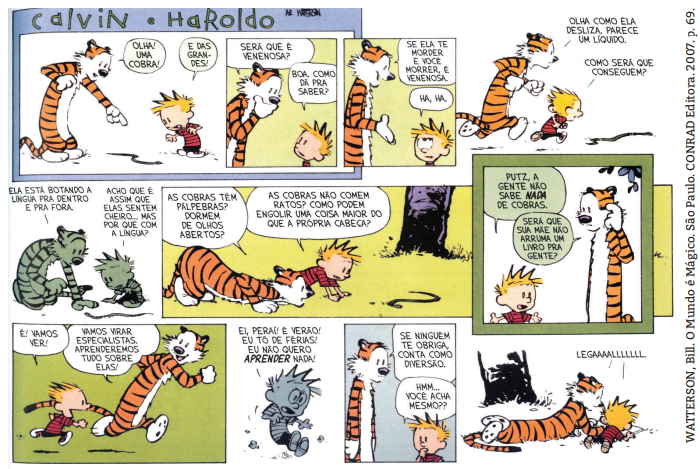 Calvin e Haroldo
OLHA!
UMA
COBRA!
E DAS
GRAN-
DES!
SERÁ QUE É
VENENOSA?
BOA. COMO
DÁ PRA
SABER?
SE ELA TE
MORDER
E VOCÊ
MORRER, É
VENENOSA.
HA, HA.
OLHA COMO ELA
DESLIZA. PARECE
UM LÍQUIDO.
COMO SERÁ QUE
CONSEGUEM?
ELA ESTÁ BOTANDO A
LÍNGUA PRA DENTRO
E PRA FORA.
ACHO QUE É
ASSIM QUE
ELAS SENTEM
CHEIRO... MAS
POR QUE COM
A LÍNGUA?
AS COBRAS TÊM
PÁLPEBRAS?
DORMEM
DE OLHOS
ABERTOS?
AS COBRAS NÃO COMEM
RATOS? COMO PODEM
ENGOLIR UMA COISA MAIOR DO
QUE A PRÓPRIA CABEÇA?
PUTZ, A
GENTE NÃO
SABE NADA
DE COBRAS.
SERÁ QUE
SUA MÃE NÃO
ARRUMA UM
LIVRO PRA
GENTE?
É! VAMOS
VER!
VAMOS VIRAR
ESPECIALISTAS,
APRENDEREMOS
TUDO SOBRE
ELAS!
EI, PERAÍ! É VERÃO!
EU TÔ DE FÉRIAS!
EU NÃO QUERO
APRENDER NADA!
SE NINGUÉM
TE OBRIGA,
CONTA COMO
DIVERSÃO.
HMM...
VOCÊ ACHA
MESMO??
LEGAAAALLLLLLL.
WATTERSON, Bill. O Mundo é Mágico. São Paulo. CONRAD Editora: 2007. p. 69.